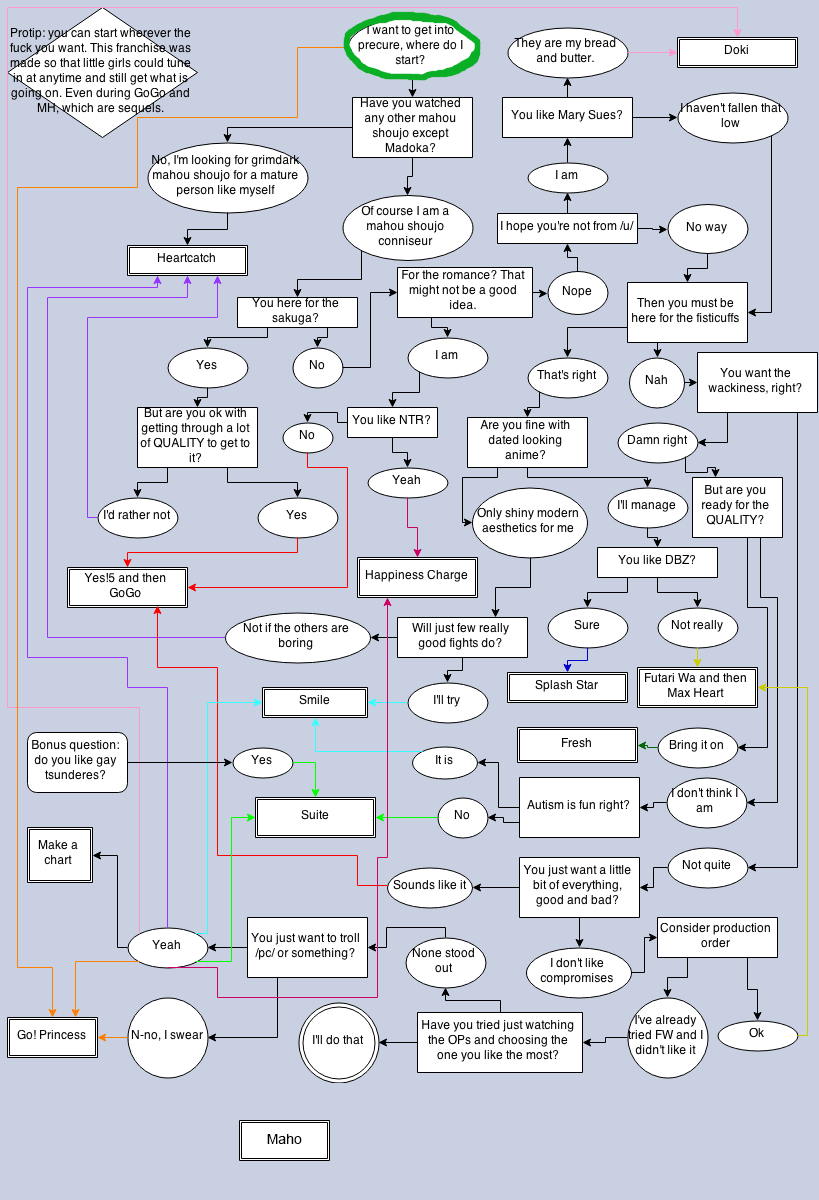 Protip: you can start wherever the
fuck you want. This franchise was
made so that little girls could tune
in at anytime and still get what is
going on. Even during GoGo and
MH, which are sequels.
I want to get into
precure, where do I
start?
They are my bread
and butter.
Doki
Have you watched
any other mahou
shoujo except
Madoka?
You like Mary Sues?
I haven't fallen that
low
No, I'm looking for grimdark
mahou shoujo for a mature
person like myself
I am
Of course I am a
mahou shoujo
conniseur
I hope you're not from /u/
No way
Heartcatch
For the romance? That
might not be a good
idea.
Nope
Then you must be
here for the fisticuffs
You here for the
sakuga?
Yes
No
I am
That's right
Nah
You want the
wackiness, right?
But are you ok with
getting through a lot
of QUALITY to get to
it?
No
You like NTR?
Are you fine with
dated looking
anime?
Damn right
Yeah
I'd rather not
Yes
Only shiny modern
aesthetics for me
I'll manage
But are you
ready for the
QUALITY?
Yes!5 and then
GoGo
Happiness Charge
You like DBZ?
Not if the others are
boring
Will just few really
good fights do?
Sure
Not really
Smile
I'll try
Splash Star
Futari Wa and then
Max Heart
Bonus question:
do you like gay
tsunderes?
Yes
It is
Fresh
Bring it on
Suite
No
Autism is fun right?
I don't think I
am
Make a
chart
Sounds like it
You just want a little
bit of everything,
good and bad?
Not quite
Yeah
You just want to troll
/pc/ or something?
None stood
out
I don't like
compromises
Consider production
order
Go! Princess
N-no, I swear
I'll do that
Have you tried just watching
the OPs and choosing the
one you like the most?
I've already
tried FW and I
didn't like it
Ok
Maho